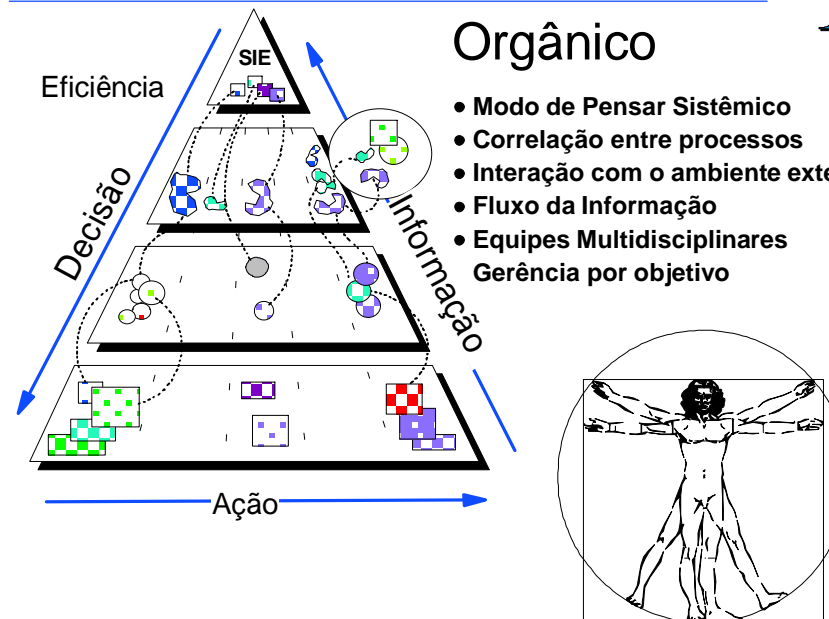 Orgânico
SIE
Eficiência
Decisão
Informação
Ação
• Modo de Pensar Sistêmico
• Correlação entre processos
• Interação com o ambiente exte
• Fluxo da Informação
• Equipes Multidisciplinares
Gerência por objetivo